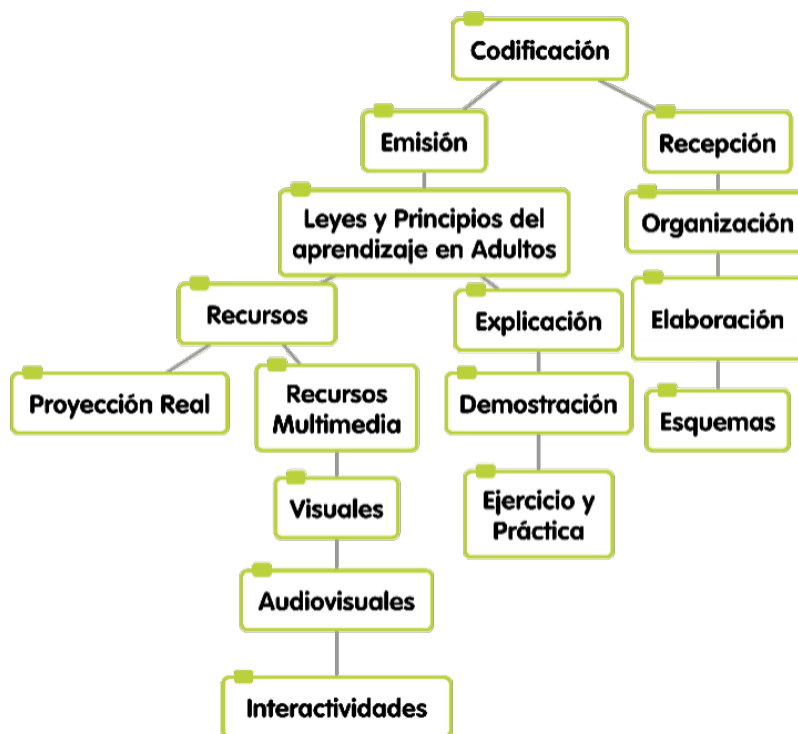 Codificación
Emisión
Recepción
Leyes y Principios del
aprendizaje en Adultos
Organización
Recursos
Explicación
Elaboración
Proyección Real
Recursos
Multimedia
Demostración
Esquemas
Visuales
Ejercicio y
Práctica
Audiovisuales
Interactividades